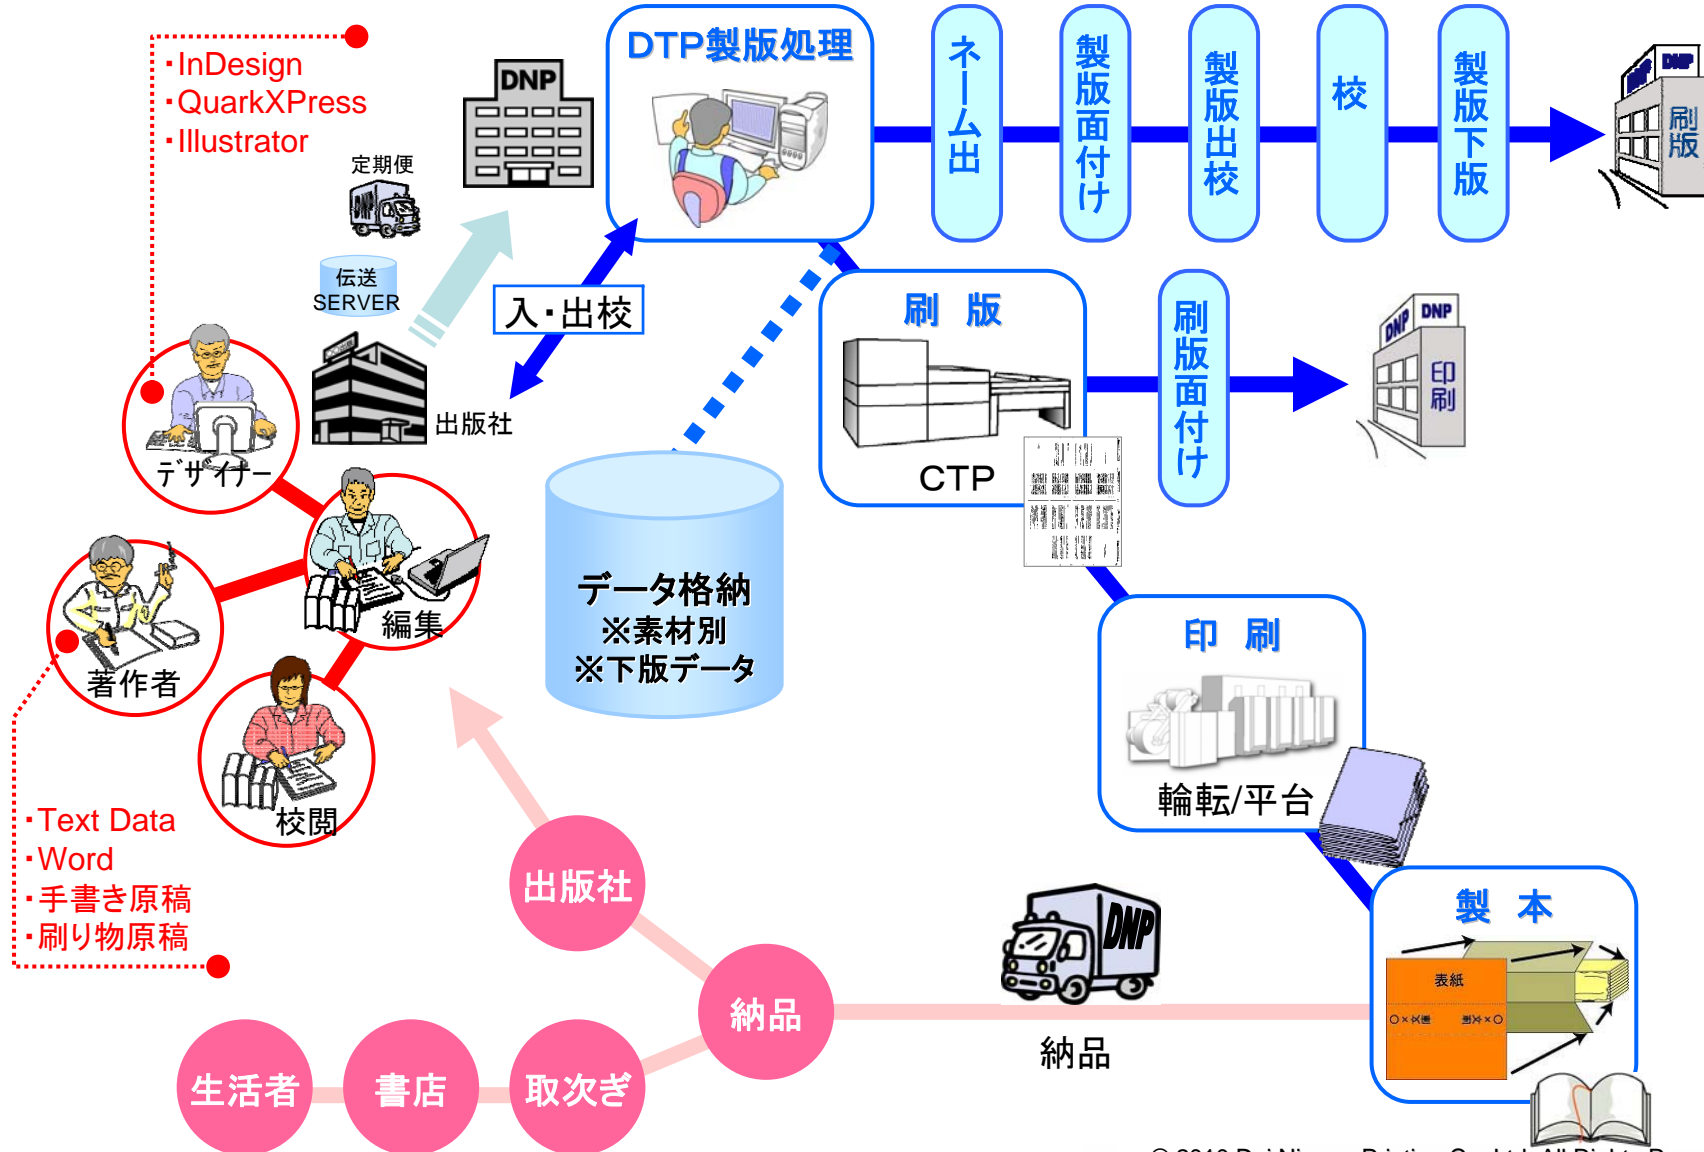 ・InDesign
・QuarkXPress
・Illustrator
定期便
DNP
伝送
SERVER
DNP
出版社
入・出校
DTP製版処理
ネーム出
製版面付け
製版出校
校
製版下版
DNP
DNP
刷版
刷 版
CTP
刷版面付け
DNP
DNP
印刷
デザイナー
編集
著作者
校閲
・Text Data
・Word
・手書き原稿
・刷り物原稿
データ格納
※素材別
※下版データ
印 刷
輪転/平台
製 本
表紙
○×文庫
DNP
納品
出版社
納品
取次ぎ
書店
生活者